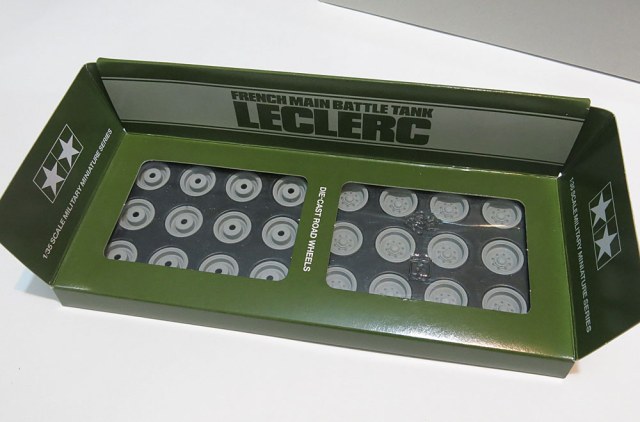 FRENCH MAIN BATTLE TANK
LECLERC
1:35 SCALE MILITARY MINIATURE SERIES
DIE-CAST ROAD WHEELS
1:35 SCALE MILITARY MINIATURE SERIES